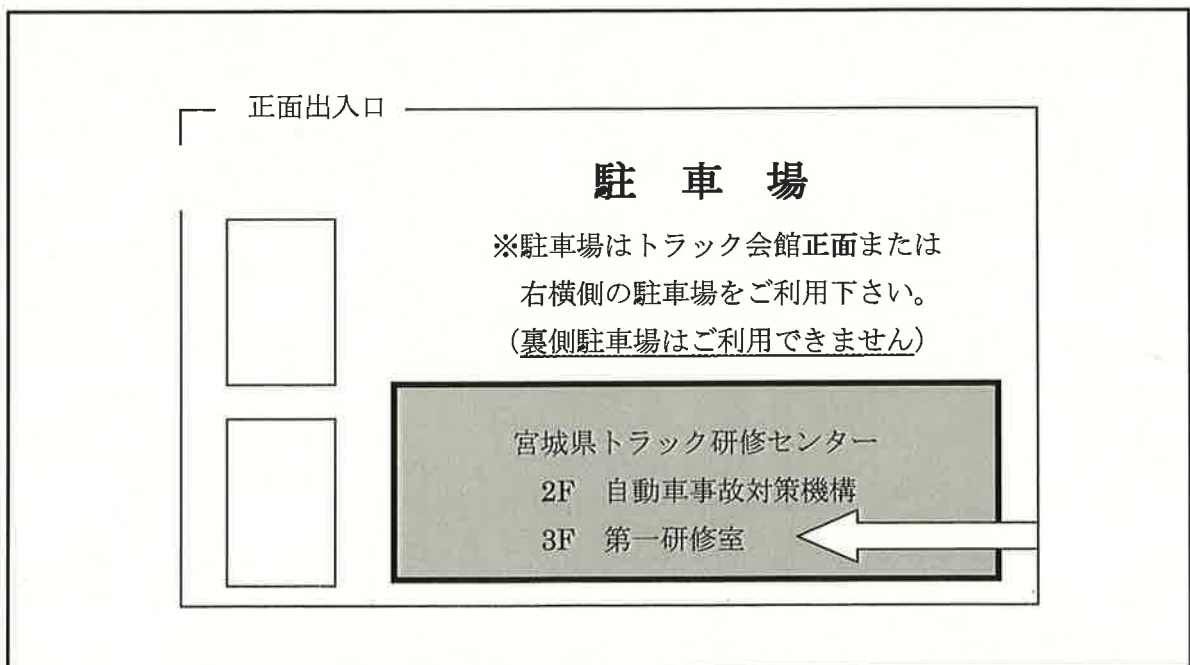 正面出入口
駐 車 場
※駐車場はトラック会館正面または
右横側の駐車場をご利用下さい。
（裏側駐車場はご利用できません）
宮城県トラック研修センター
2F 自動車事故対策機構
3F 第一研修室